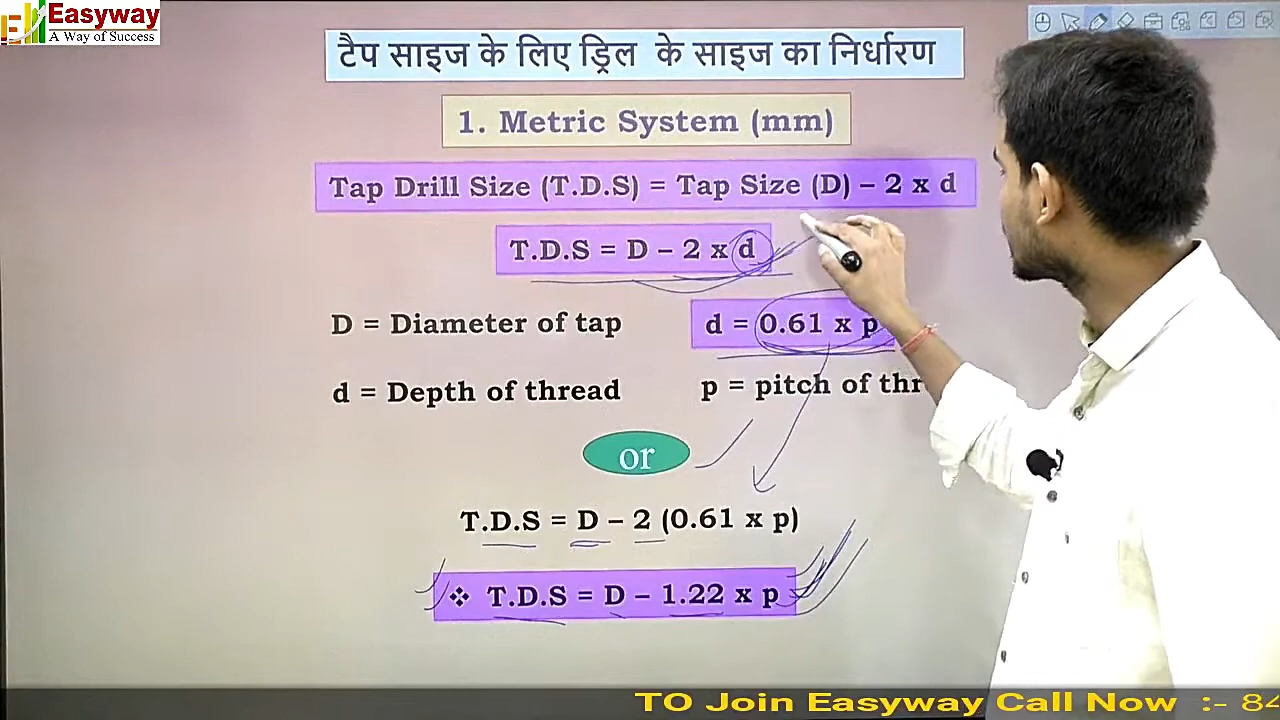 Easyway
A Way of Success
टैप साइज के लिए ड्रिल के साइज का निर्धारण
1. Metric System (mm)
Tap Drill Size (T.D.S) = Tap Size (D) – 2 x d
T.D.S = D – 2 x d
D = Diameter of tap
d = 0.61 x p
d = Depth of thread
p = pitch of thr
or
T.D.S = D – 2 (0.61 x p)
❖ T.D.S = D – 1.22 x p
TO Join Easyway Call Now :- 84